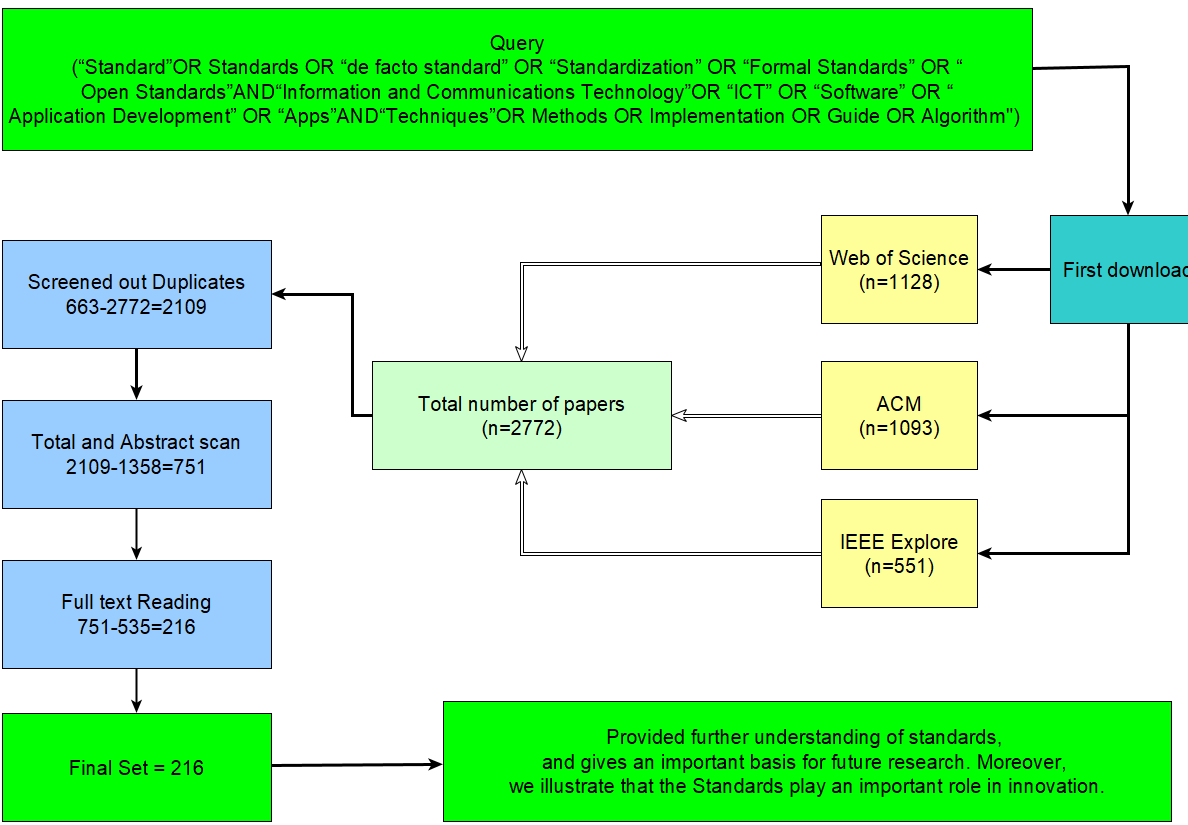 Query
(“Standard”OR Standards OR “de facto standard” OR “Standardization” OR “Formal Standards” OR “
Open Standards”AND“Information and Communications Technology”OR “ICT” OR “Software” OR “
Application Development” OR “Apps”AND“Techniques”OR Methods OR Implementation OR Guide OR Algorithm")
First download
Web of Science
(n=1128)
ACM
(n=1093)
IEEE Explore
(n=551)
Total number of papers
(n=2772)
Screened out Duplicates
663-2772=2109
Total and Abstract scan
2109-1358=751
Full text Reading
751-535=216
Final Set = 216
Provided further understanding of standards,
and gives an important basis for future research. Moreover,
we illustrate that the Standards play an important role in innovation.